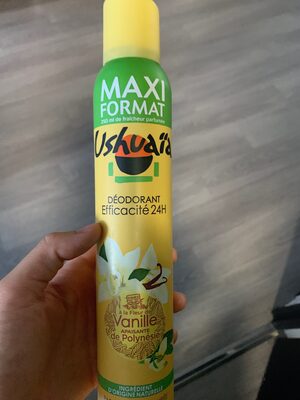 MAXI
FORMAT
250 ml de fraîcheur parfumée
Ushuaïa
DÉODORANT
Efficacité 24H
à la Fleur de
Vanille
APAISANTE
de Polynésie
INGRÉDIENT
D'ORIGINE NATURELLE